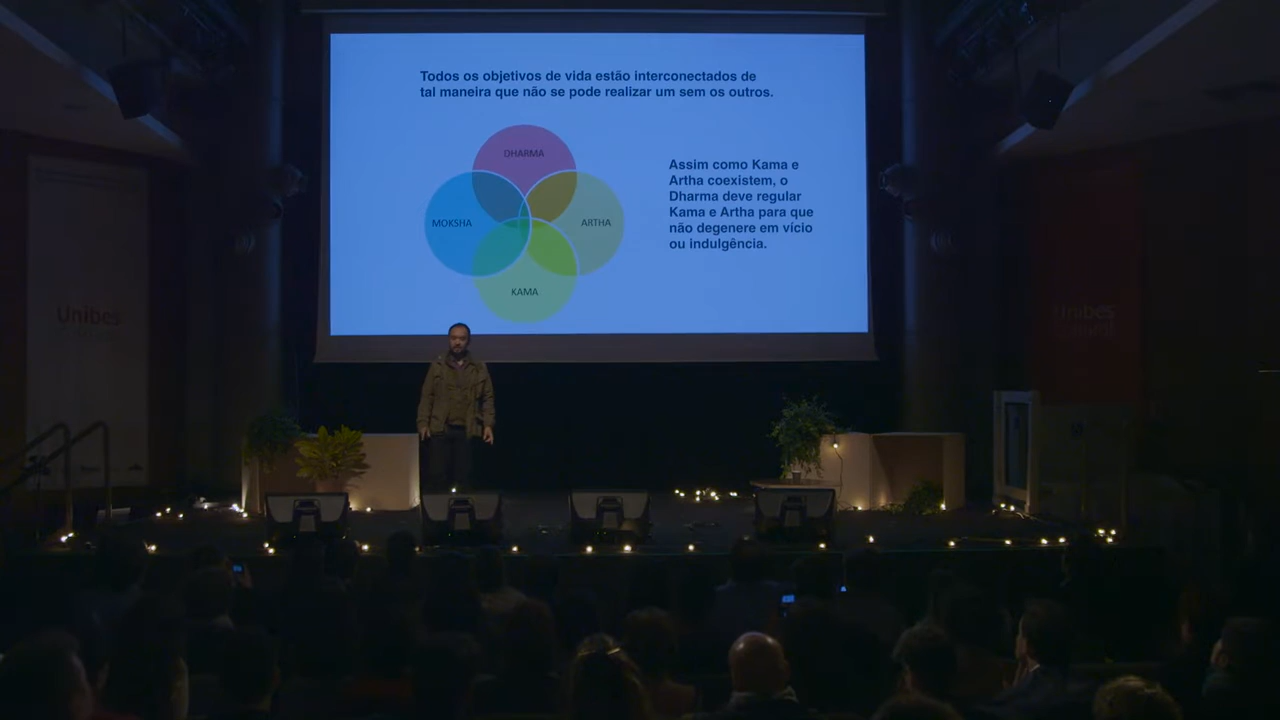 Todos os objetivos de vida estão interconectados de
tal maneira que não se pode realizar um sem os outros.
DHARMA
MOKSHA
ARTHA
KAMA
Assim como Kama e
Artha coexistem, o
Dharma deve regular
Kama e Artha para que
não degenere em vício
ou indulgência.
Unibes
Unibes